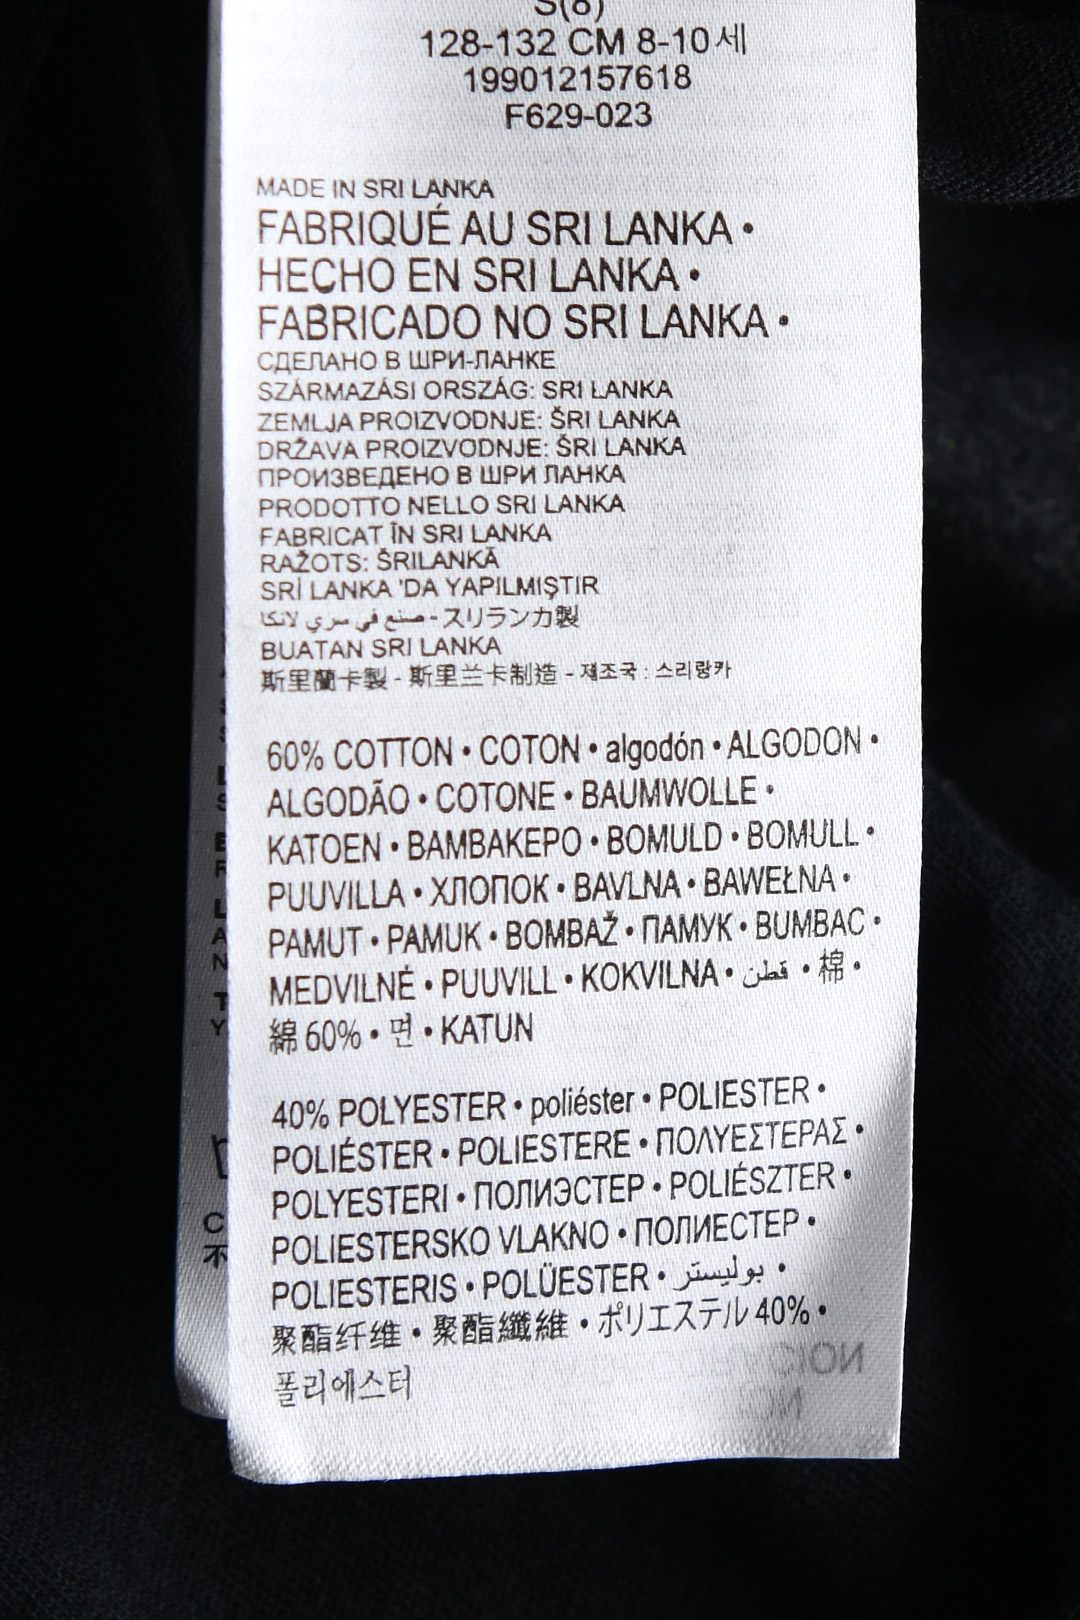 S(8)
128-132 CM 8-10세
199012157618
F629-023
MADE IN SRI LANKA
FABRIQUÉ AU SRI LANKA •
HECHO EN SRI LANKA •
FABRICADO NO SRI LANKA •
СДЕЛАНО В ШРИ-ЛАНКЕ
SZÁRMAZÁSI ORSZÁG: SRI LANKA
ZEMLJA PROIZVODNJE: ŠRI LANKA
DRŽAVA PROIZVODNJE: ŠRI LANKA
ПРОИЗВЕДЕНО В ШРИ ЛАНКА
PRODOTTO NELLO SRI LANKA
FABRICAT ÎN SRI LANKA
RAŽOTS: ŠRILANKĀ
SRİ LANKA 'DA YAPILMIŞTIR
صنع في سري لانكا - スリランカ製
BUATAN SRI LANKA
斯里蘭卡製 - 斯里兰卡制造 - 제조국 : 스리랑카
60% COTTON • COTON • algodón • ALGODON •
ALGODÃO • COTONE • BAUMWOLLE •
KATOEN • ΒΑΜΒΑΚΕΡΟ • BOMULD • BOMULL •
PUUVILLA • ХЛОПОК • BAVLNA • BAWEŁNA •
PAMUT • PAMUK • BOMBAŽ • ПАМУК • BUMBAC •
MEDVILNÉ • PUUVILL • KOKVILNA • قطن • 棉 •
綿 60% • 면 • KATUN
40% POLYESTER • poliéster • POLIESTER •
POLIÉSTER • POLIESTERE • ΠΟΛΥΕΣΤΕΡΑΣ •
POLYESTERI • ПОЛИЭСТЕР • POLIÉSZTER •
POLIESTERSKO VLAKNO • ПОЛИЕСТЕР •
POLIESTERIS • POLÜESTER • بوليستر •
聚酯纤维 • 聚酯纖維 • ポリエステル 40% •
폴리에스터